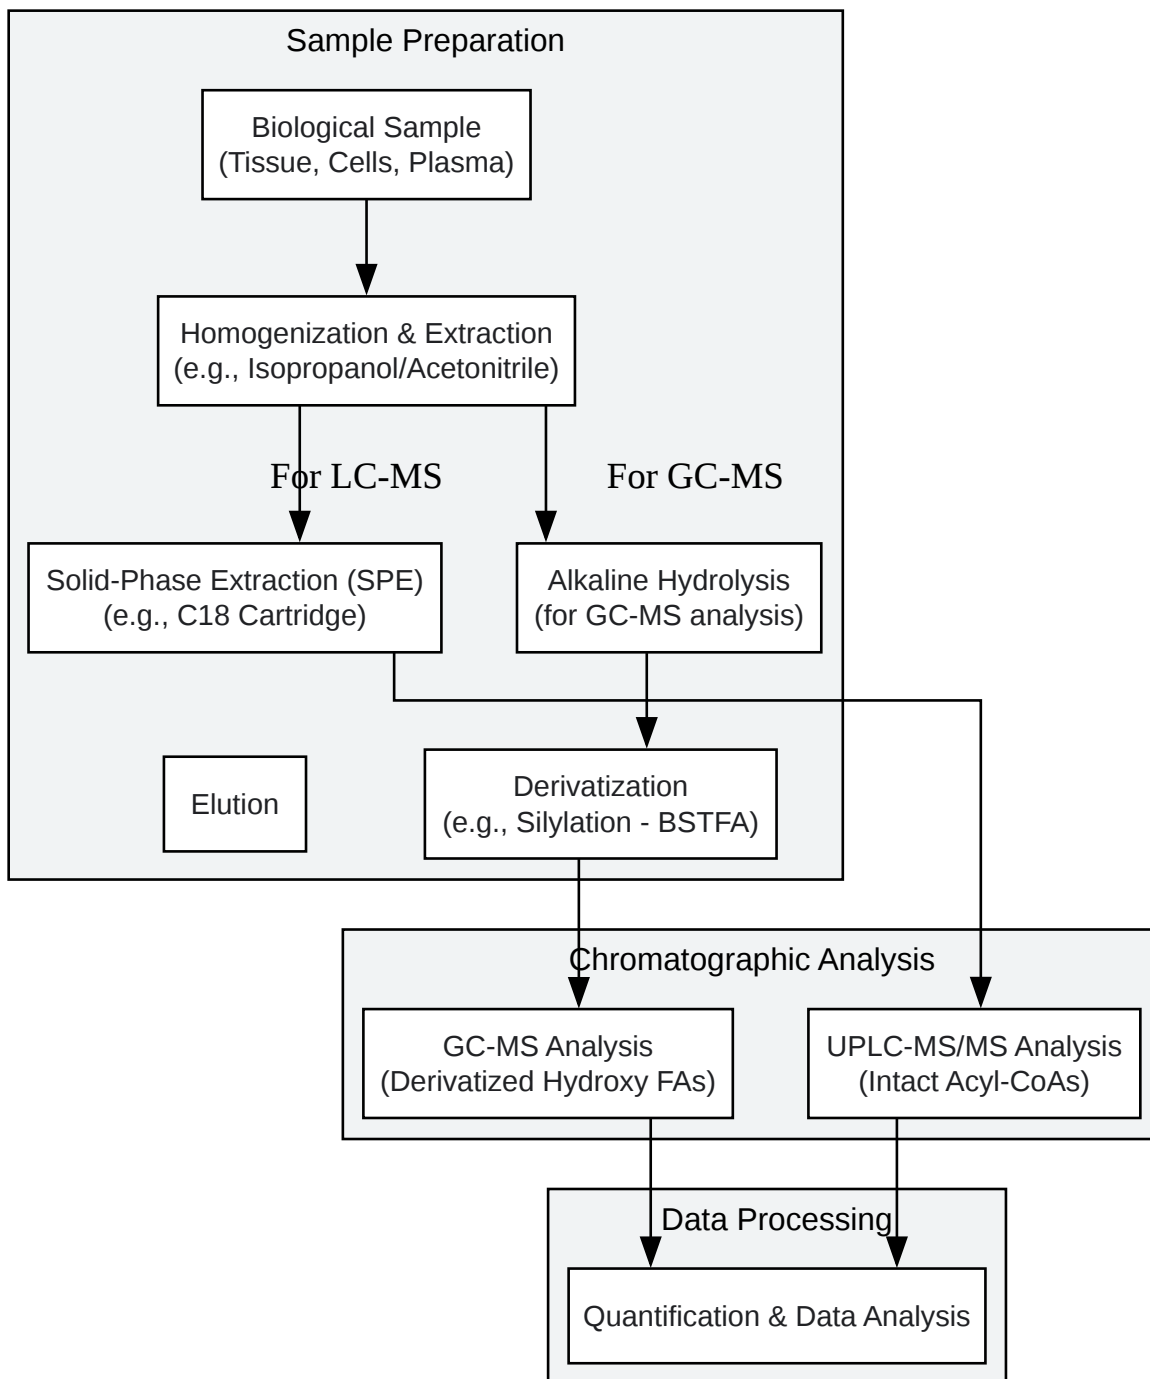 Sample Preparation
Biological Sample
(Tissue, Cells, Plasma)
Homogenization & Extraction
(e.g., Isopropanol/Acetonitrile)
For LC-MS
For GC-MS
Solid-Phase Extraction (SPE)
(e.g., C18 Cartridge)
Alkaline Hydrolysis
(for GC-MS analysis)
Elution
Derivatization
(e.g., Silylation - BSTFA)
Chromatographic Analysis
GC-MS Analysis
(Derivatized Hydroxy FAs)
UPLC-MS/MS Analysis
(Intact Acyl-CoAs)
Data Processing
Quantification & Data Analysis